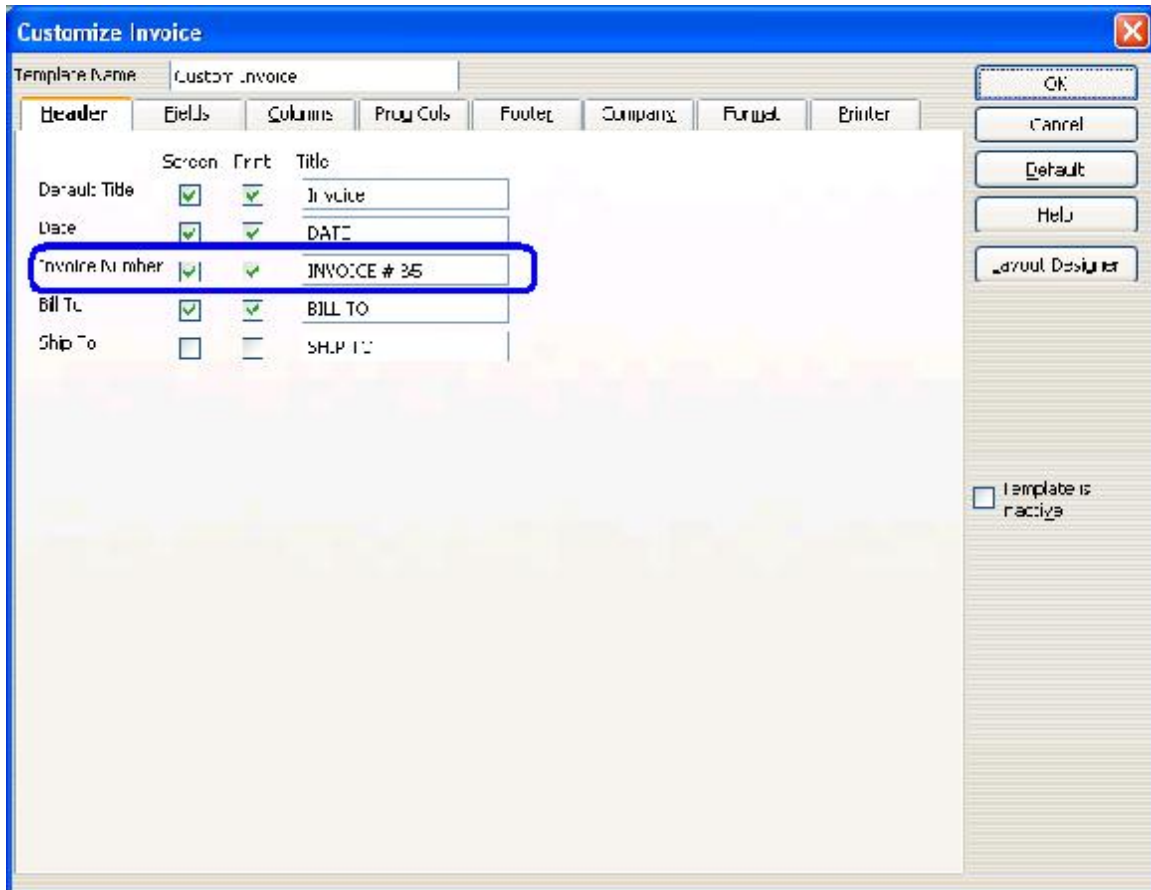 Customize Invoice
Template Name Custom Invoice
OK
Header Fields Columns Prog Cols Footer Company Format Printer
Cancel
Screen Print Title
Default
Default Title Invoice
Help
Date DATE
Invoice Number INVOICE #
Layout Designer
Bill To BILL TO
Ship To SHIP TO
Template is
inactive